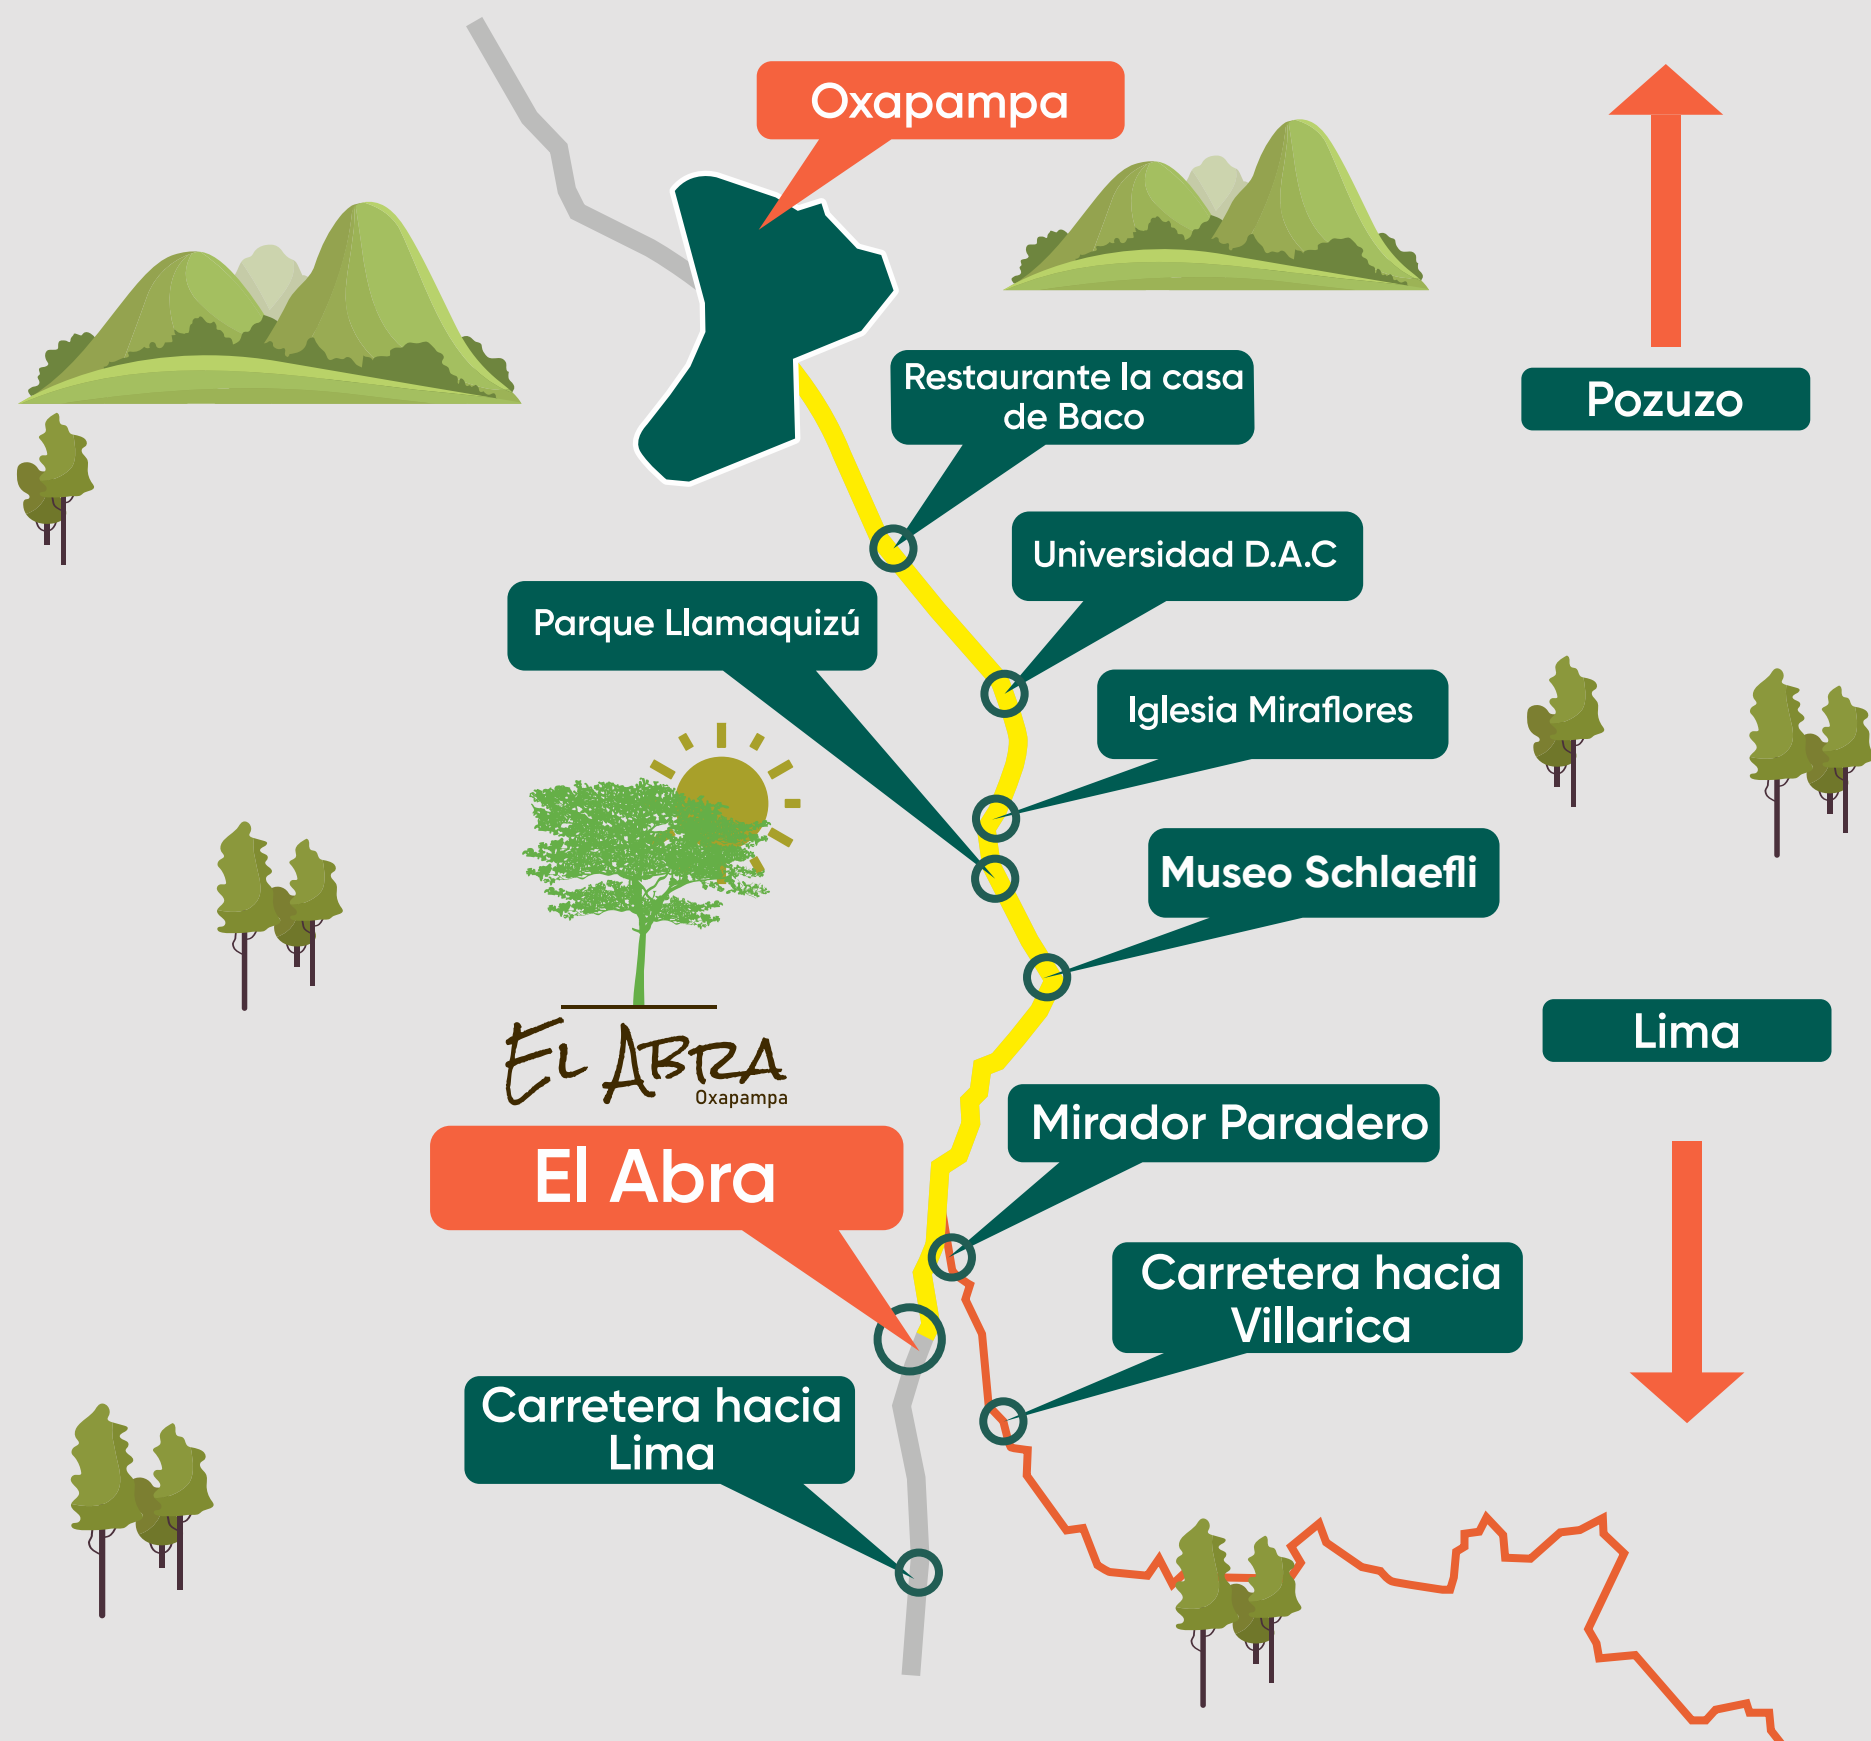 Oxapampa
Restaurante la casa
de Baco
Pozuzo
Universidad D.A.C
Parque Llamaquizú
Iglesia Miraflores
Museo Schlaefli
Lima
EL ABRA
Oxapampa
Mirador Paradero
El Abra
Carretera hacia
Villarica
Carretera hacia
Lima